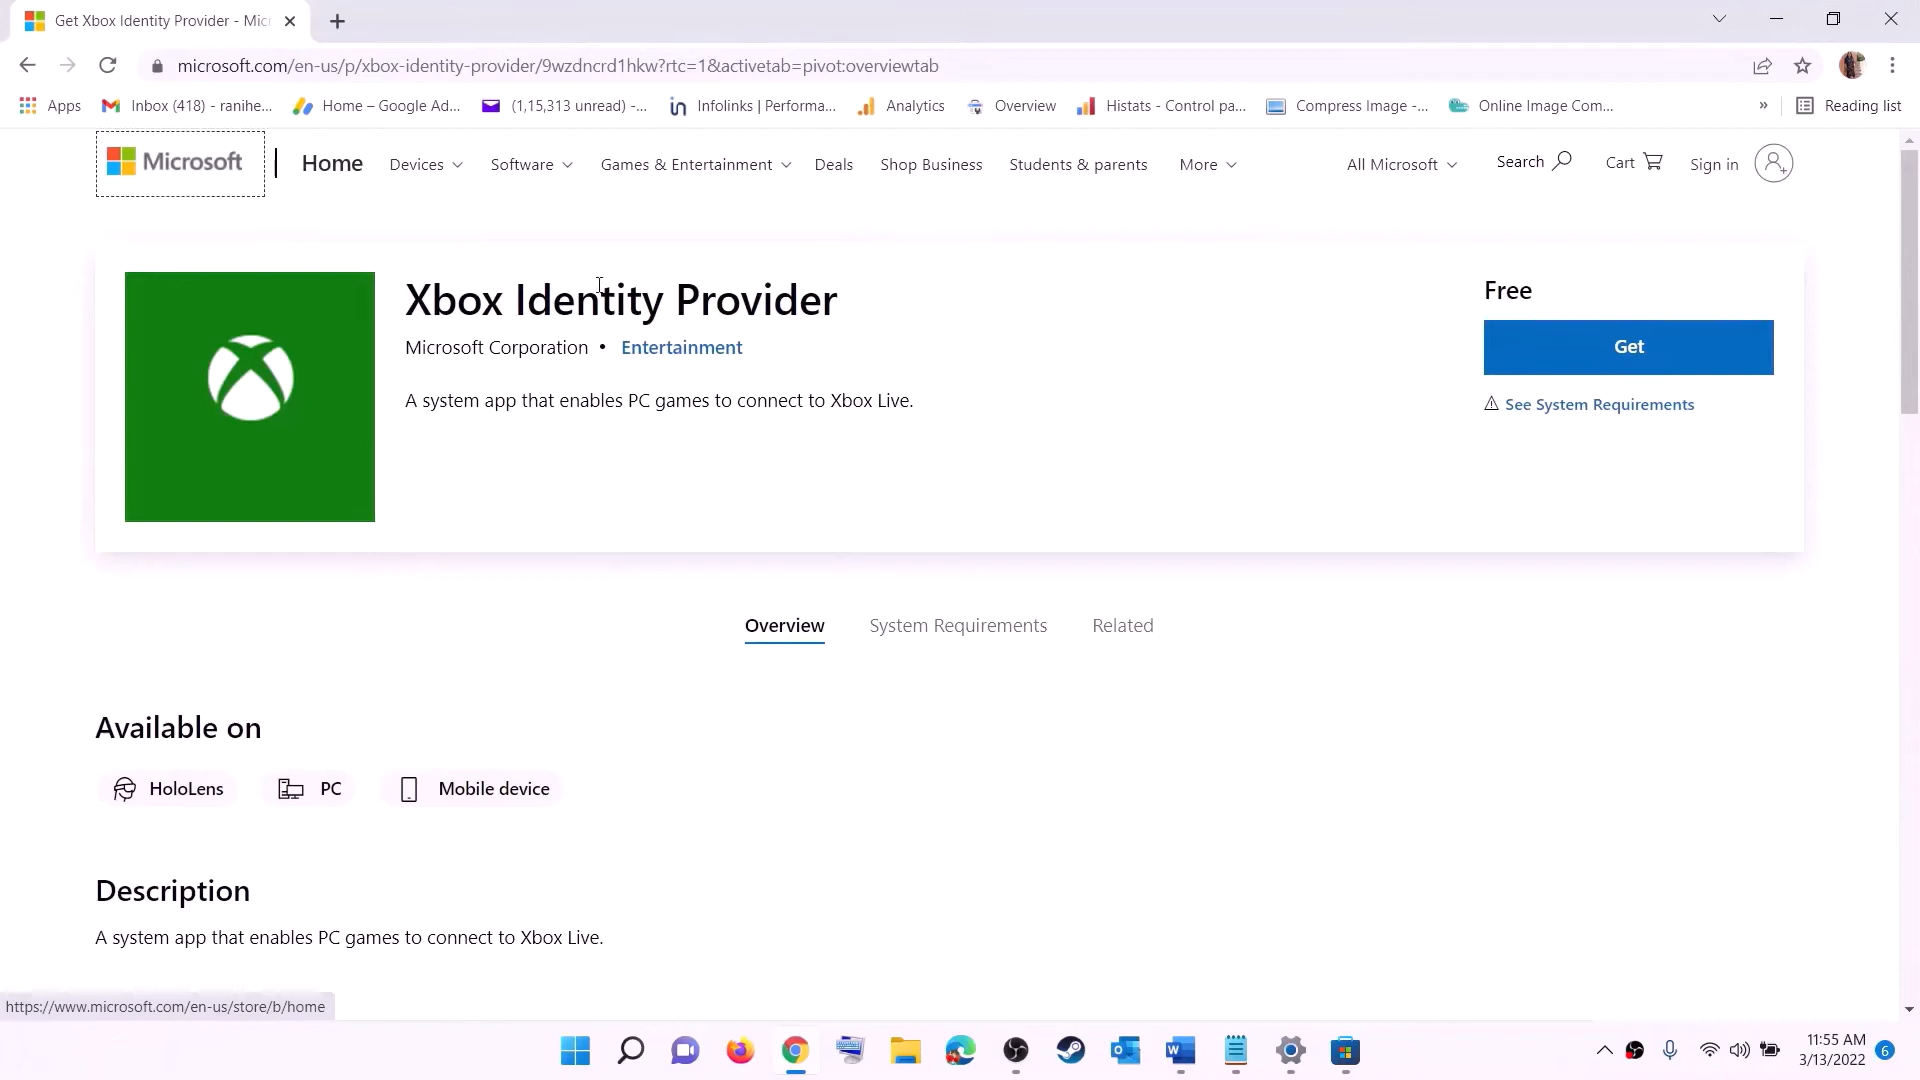 Get Xbox Identity Provider - Mic
microsoft.com/en-us/p/xbox-identity-provider/9wzdncrd1hkw?rtc=1&activetab=pivot:overviewtab
Apps Inbox (418) - ranihe... Home – Google Ad... (1,15,313 unread) -... Infolinks | Performa... Analytics Overview Histats - Control pa... Compress Image -... Online Image Com... » Reading list
Microsoft Home Devices Software Games & Entertainment Deals Shop Business Students & parents More All Microsoft Search Cart Sign in
Xbox Identity Provider
Microsoft Corporation • Entertainment
A system app that enables PC games to connect to Xbox Live.
Free
Get
See System Requirements
Overview System Requirements Related
Available on
HoloLens PC Mobile device
Description
A system app that enables PC games to connect to Xbox Live.
https://www.microsoft.com/en-us/store/b/home
11:55 AM
3/13/2022
6